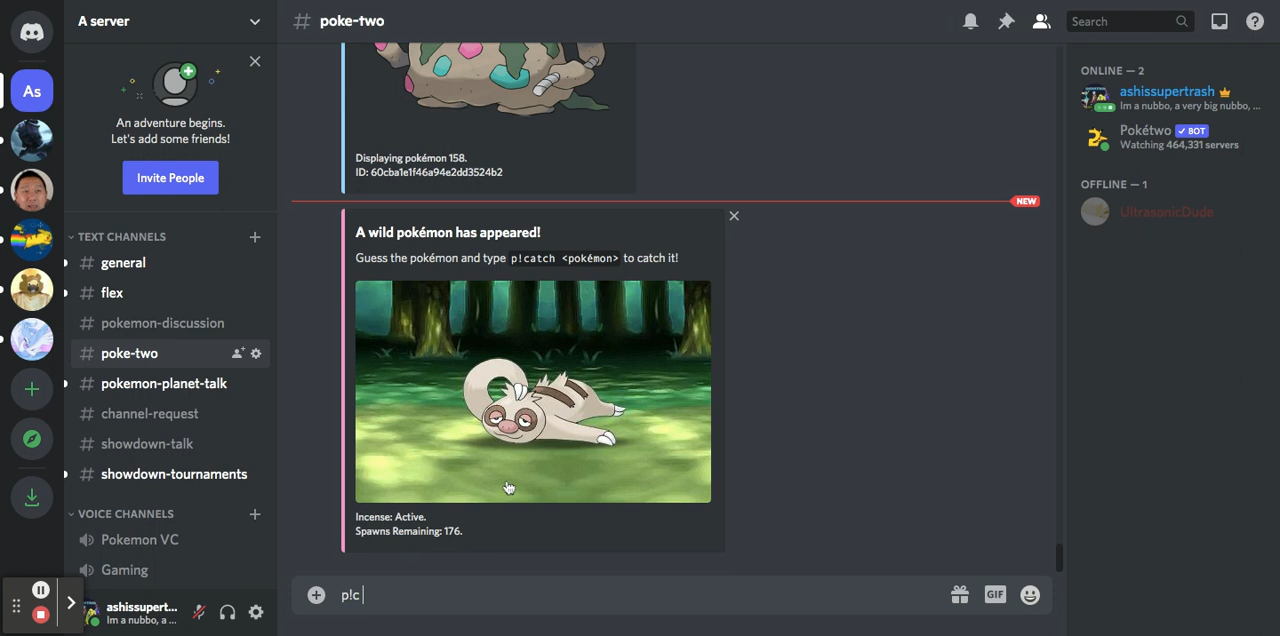 A server
# poke-two
Search
As
An adventure begins.
Let's add some friends!
Invite People
TEXT CHANNELS
# general
# flex
# pokemon-discussion
# poke-two
# pokemon-planet-talk
# channel-request
# showdown-talk
# showdown-tournaments
VOICE CHANNELS
Pokemon VC
Gaming
ashissupert...
Im a nubbo, a ...
Displaying pokémon 158.
ID: 60cba1e1f46a94e2dd3524b2
NEW
A wild pokémon has appeared!
Guess the pokémon and type p!catch <pokémon> to catch it!
Incense: Active.
Spawns Remaining: 176.
p!c
GIF
ONLINE — 2
ashissupertrash
Im a nubbo, a very big nubbo, ...
Pokétwo ✓ BOT
Watching 464,331 servers
OFFLINE — 1
UltrasonicDude